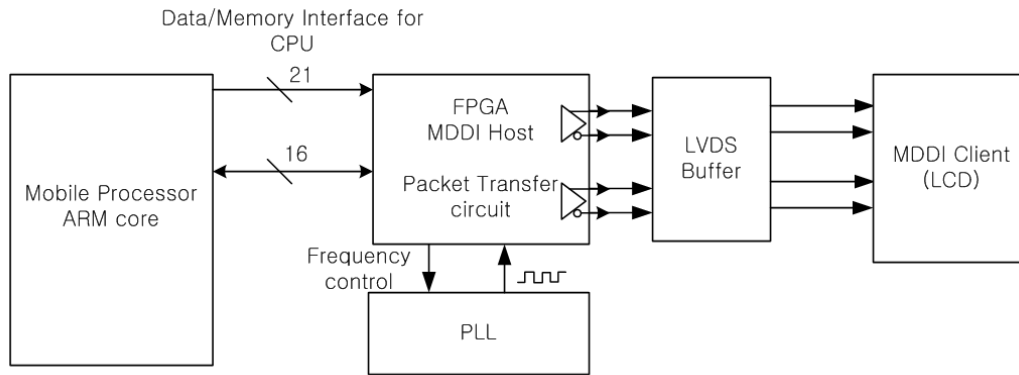 Data/Memory Interface for
CPU
21
16
Mobile Processor
ARM core
FPGA
MDDI Host
Packet Transfer
circuit
LVDS
Buffer
MDDI Client
(LCD)
Frequency
control
PLL